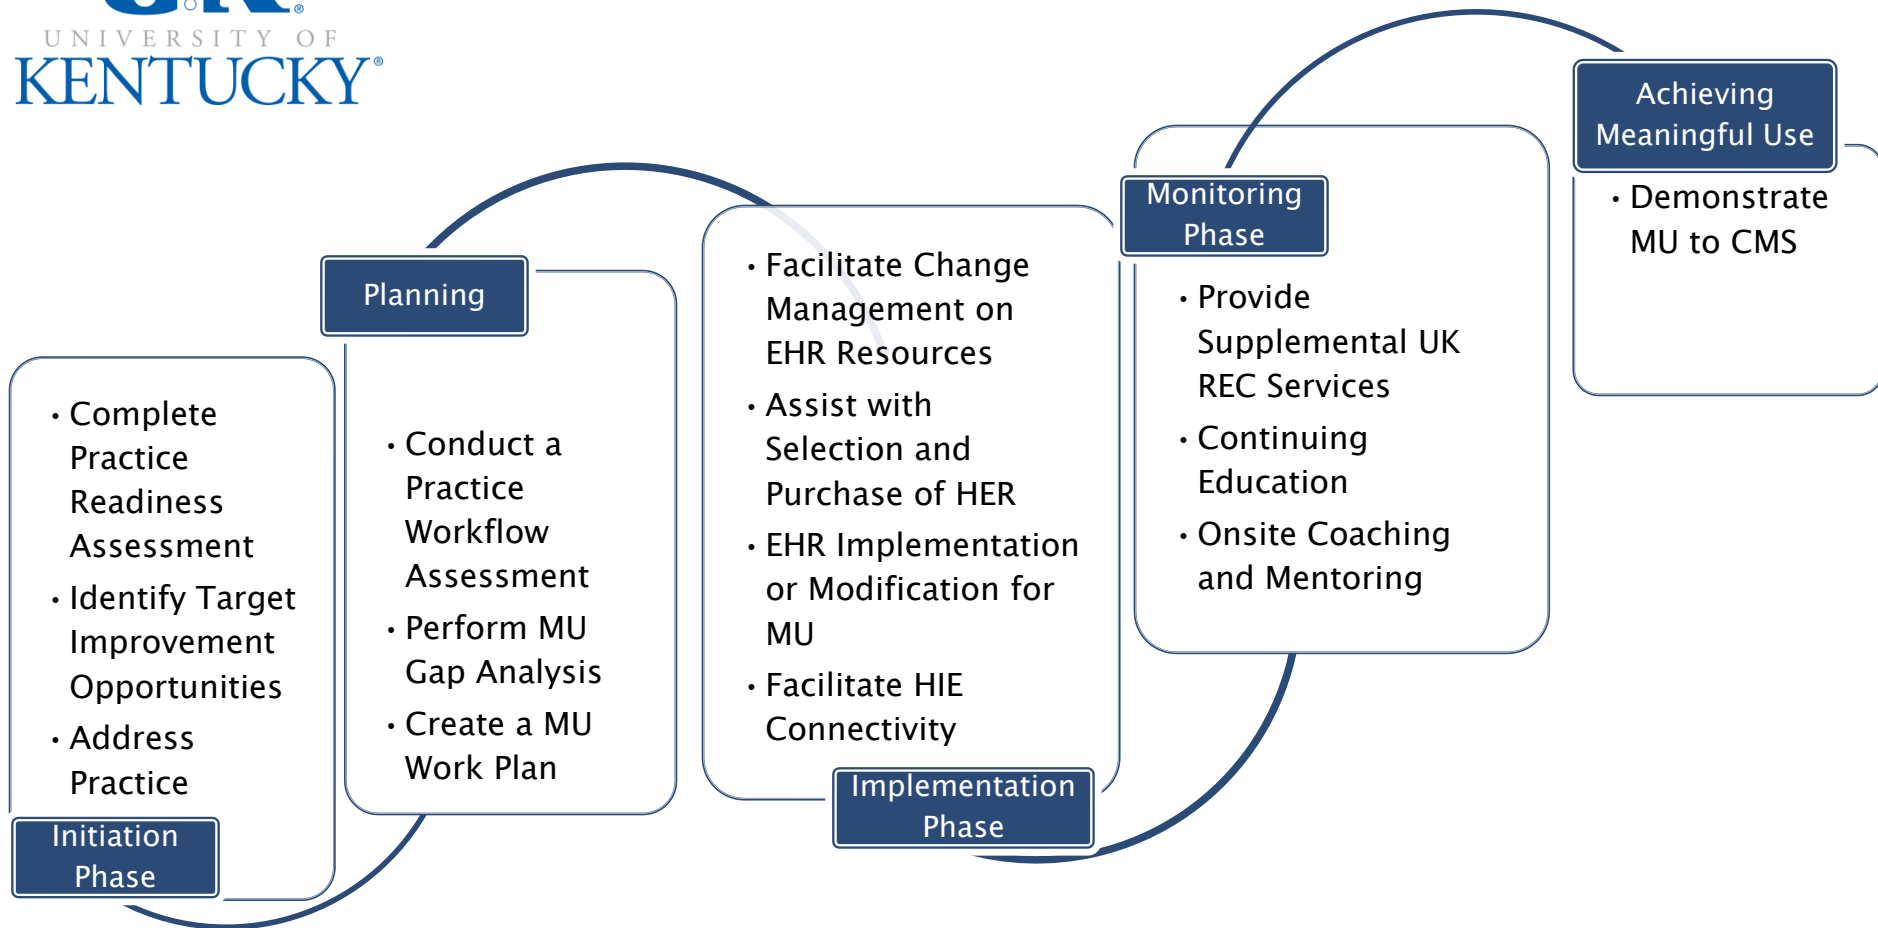 UNIVERSITY OF
KENTUCKY®
Initiation
Phase
• Complete
Practice
Readiness
Assessment
• Identify Target
Improvement
Opportunities
• Address
Practice
Planning
• Conduct a
Practice
Workflow
Assessment
• Perform MU
Gap Analysis
• Create a MU
Work Plan
• Facilitate Change
Management on
EHR Resources
• Assist with
Selection and
Purchase of HER
• EHR Implementation
or Modification for
MU
• Facilitate HIE
Connectivity
Implementation
Phase
Monitoring
Phase
• Provide
Supplemental UK
REC Services
• Continuing
Education
• Onsite Coaching
and Mentoring
Achieving
Meaningful Use
• Demonstrate
MU to CMS